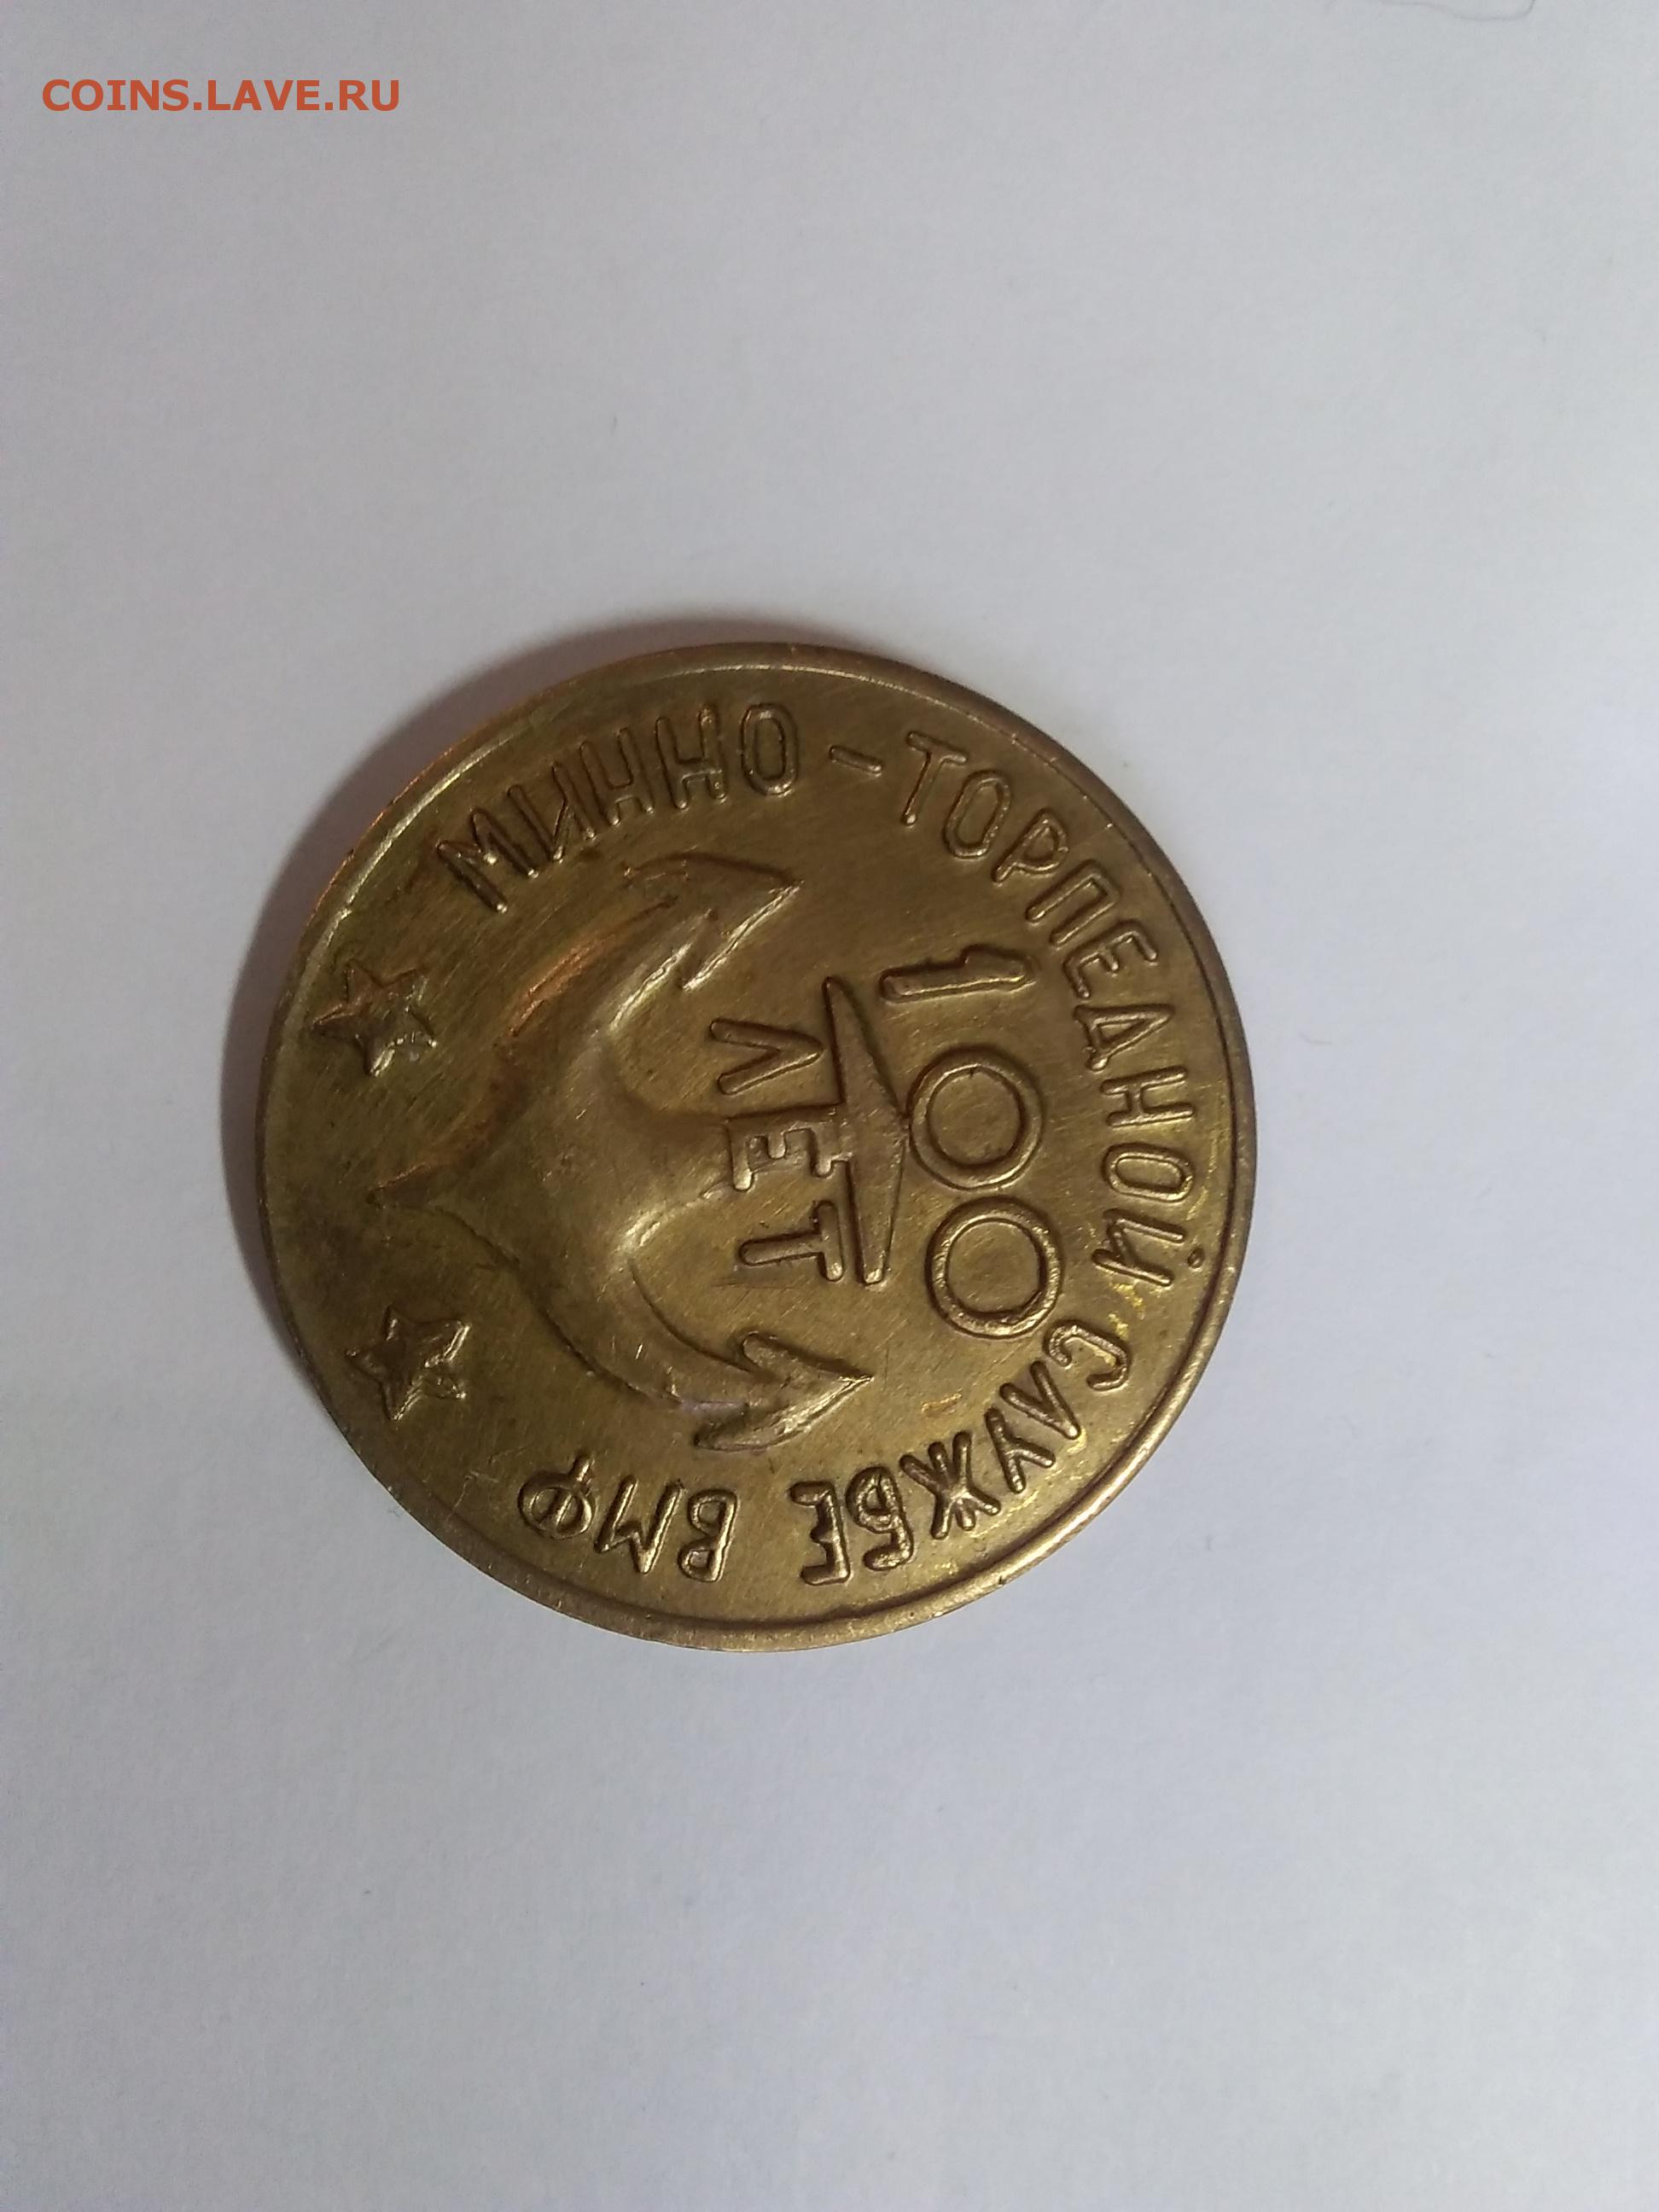 COINS.LAVE.RU
МИННО-ТОРПЕДНОЙ СЛУЖБЕ ВМФ
100
ЛЕТ